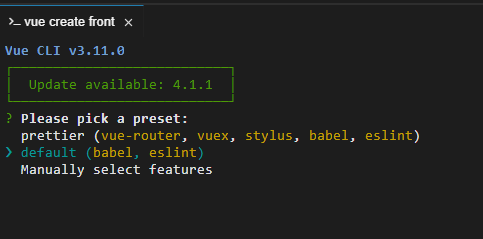 >_ vue create front ×
Vue CLI v3.11.0
Update available: 4.1.1
? Please pick a preset:
prettier (vue-router, vuex, stylus, babel, eslint)
❯ default (babel, eslint)
Manually select features